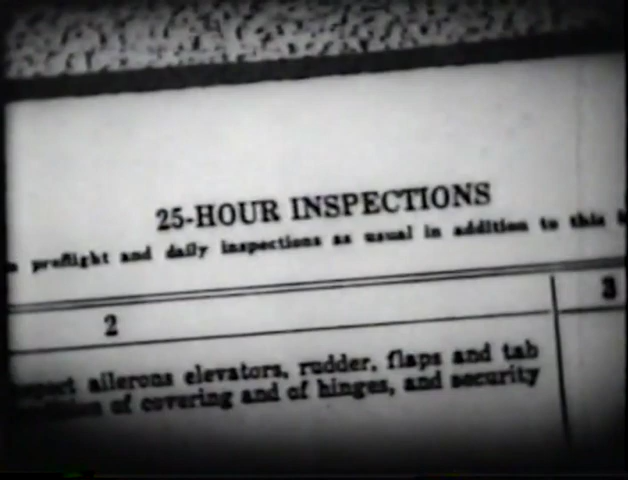 25-HOUR INSPECTIONS
preflight and daily inspections as usual in addition to this
2 3
ailerons elevators, rudder, flaps and tab
of covering and of hinges, and security